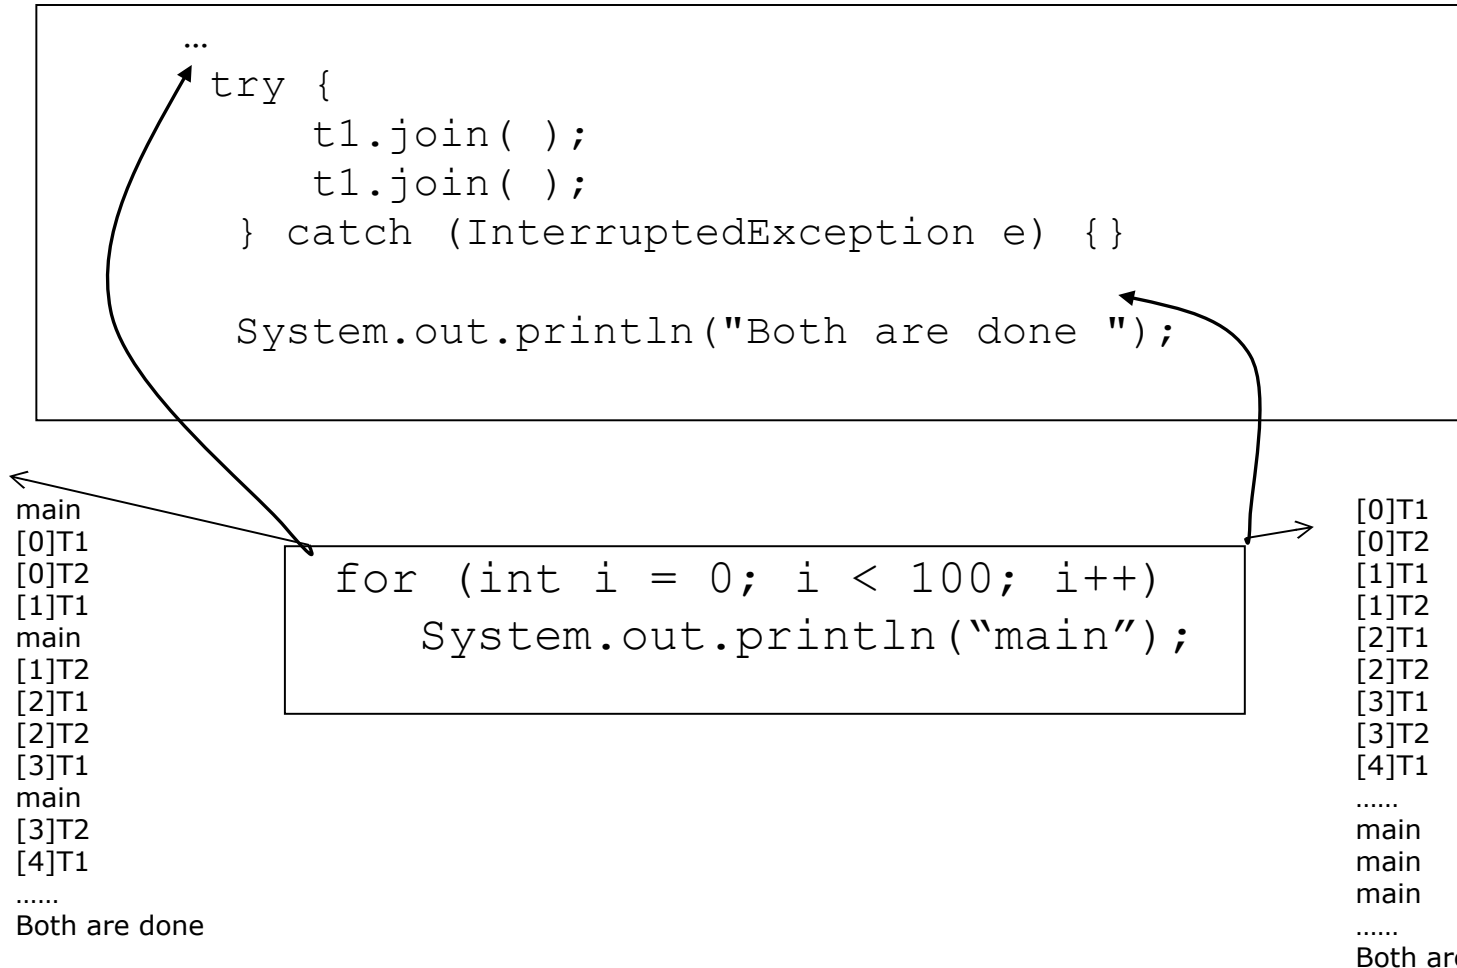 …
try {
t1.join( );
t1.join( );
} catch (InterruptedException e) {}
System.out.println("Both are done ");
for (int i = 0; i < 100; i++)
System.out.println(“main”);
main
[0]T1
[0]T2
[1]T1
main
[1]T2
[2]T1
[2]T2
[3]T1
main
[3]T2
[4]T1
……
Both are done
[0]T1
[0]T2
[1]T1
[1]T2
[2]T1
[2]T2
[3]T1
[3]T2
[4]T1
……
main
main
main
……
Both